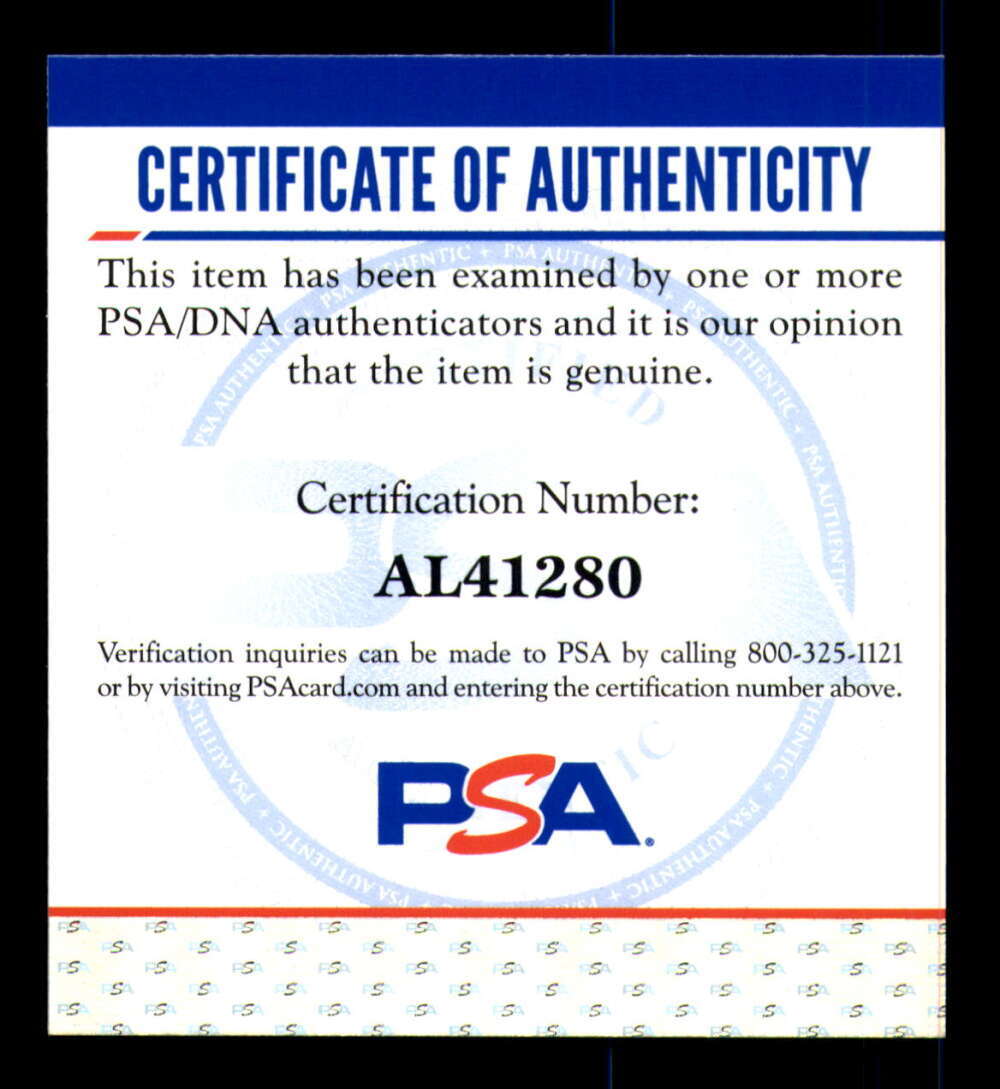 CERTIFICATE OF AUTHENTICITY
This item has been examined by one or more
PSA/DNA authenticators and it is our opinion
that the item is genuine.
Certification Number:
AL41280
Verification inquiries can be made to PSA by calling 800-325-1121
or by visiting PSAcard.com and entering the certification number above.
PSA®